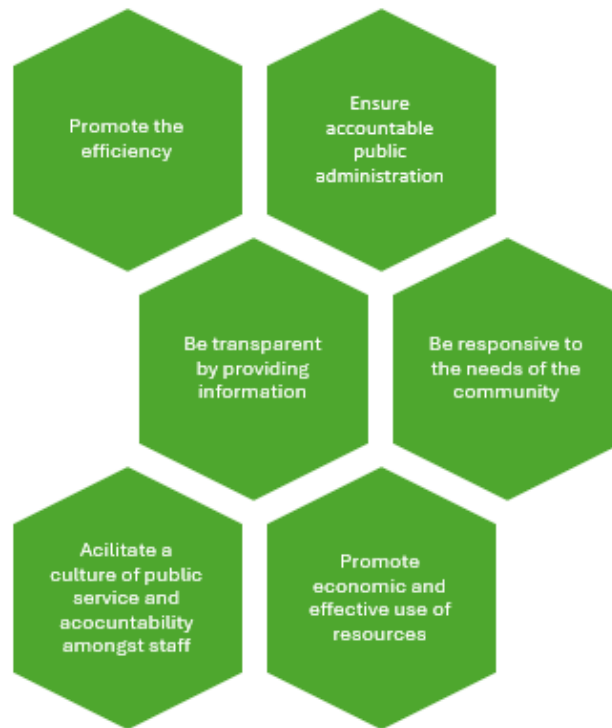 Promote the
efficiency
Ensure
accountable
public
administration
Be transparent
by providing
information
Be responsive to
the needs of the
community
Acilitate a
culture of public
service and
acocuntability
amongst staff
Promote
economic and
effective use of
resources